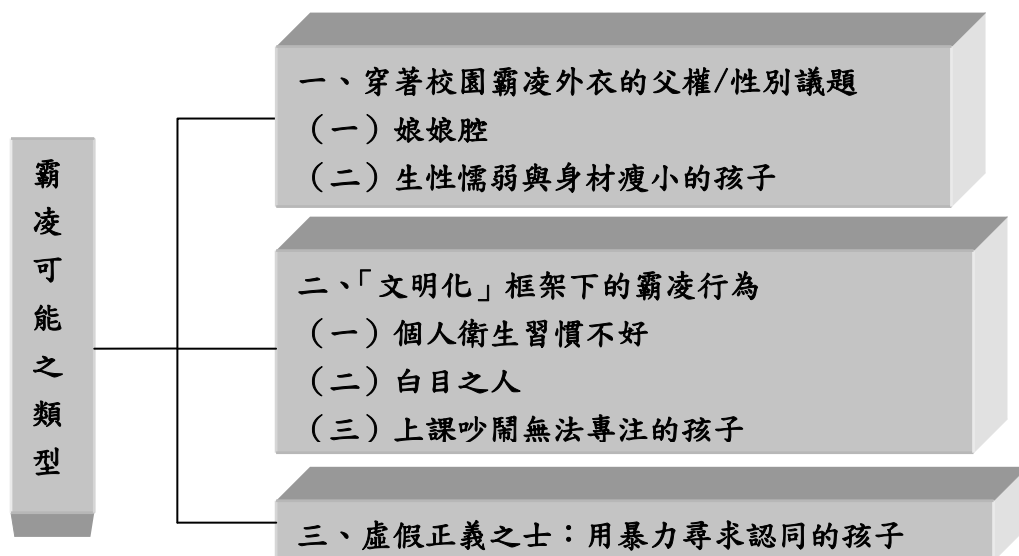 霸凌可能之類型
一、穿著校園霸凌外衣的父權/性別議題
（一）娘娘腔
（二）生性懦弱與身材瘦小的孩子
二、「文明化」框架下的霸凌行為
（一）個人衛生習慣不好
（二）白目之人
（三）上課吵鬧無法專注的孩子
三、虛假正義之士：用暴力尋求認同的孩子